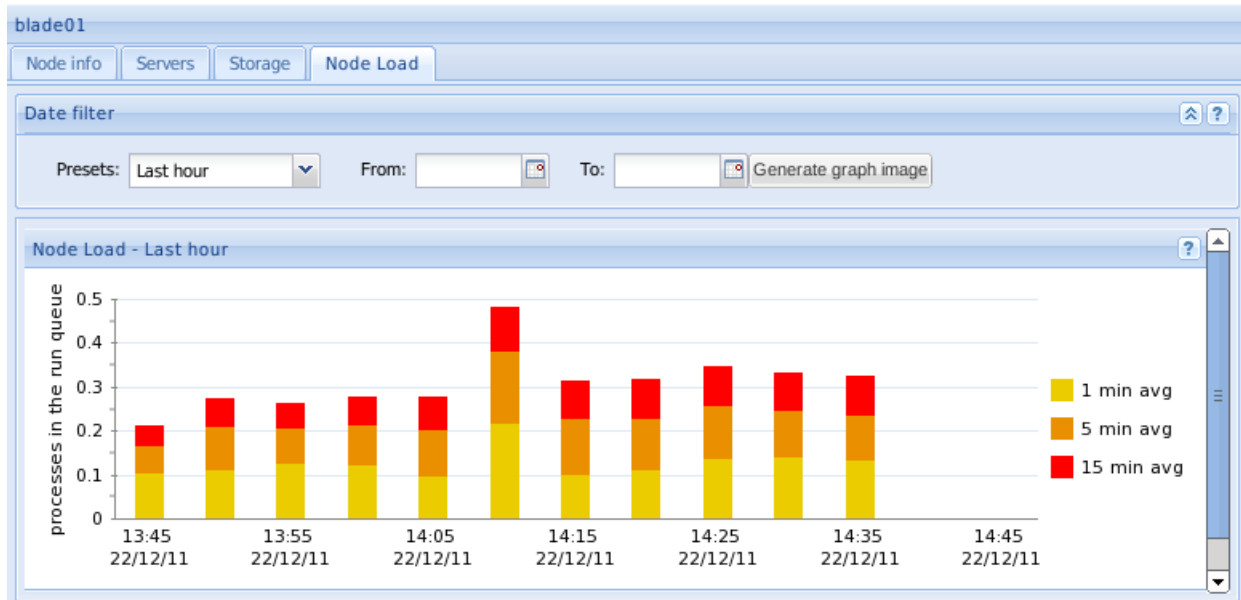 blade01
Node info Servers Storage Node Load
Date filter
?
Presets: Last hour From: To: Generate graph image
Node Load - Last hour
?
processes in the run queue
0.5
0.4
0.3
0.2
0.1
0
1 min avg
5 min avg
15 min avg
13:45 13:55 14:05 14:15 14:25 14:35 14:45
22/12/11 22/12/11 22/12/11 22/12/11 22/12/11 22/12/11 22/12/11